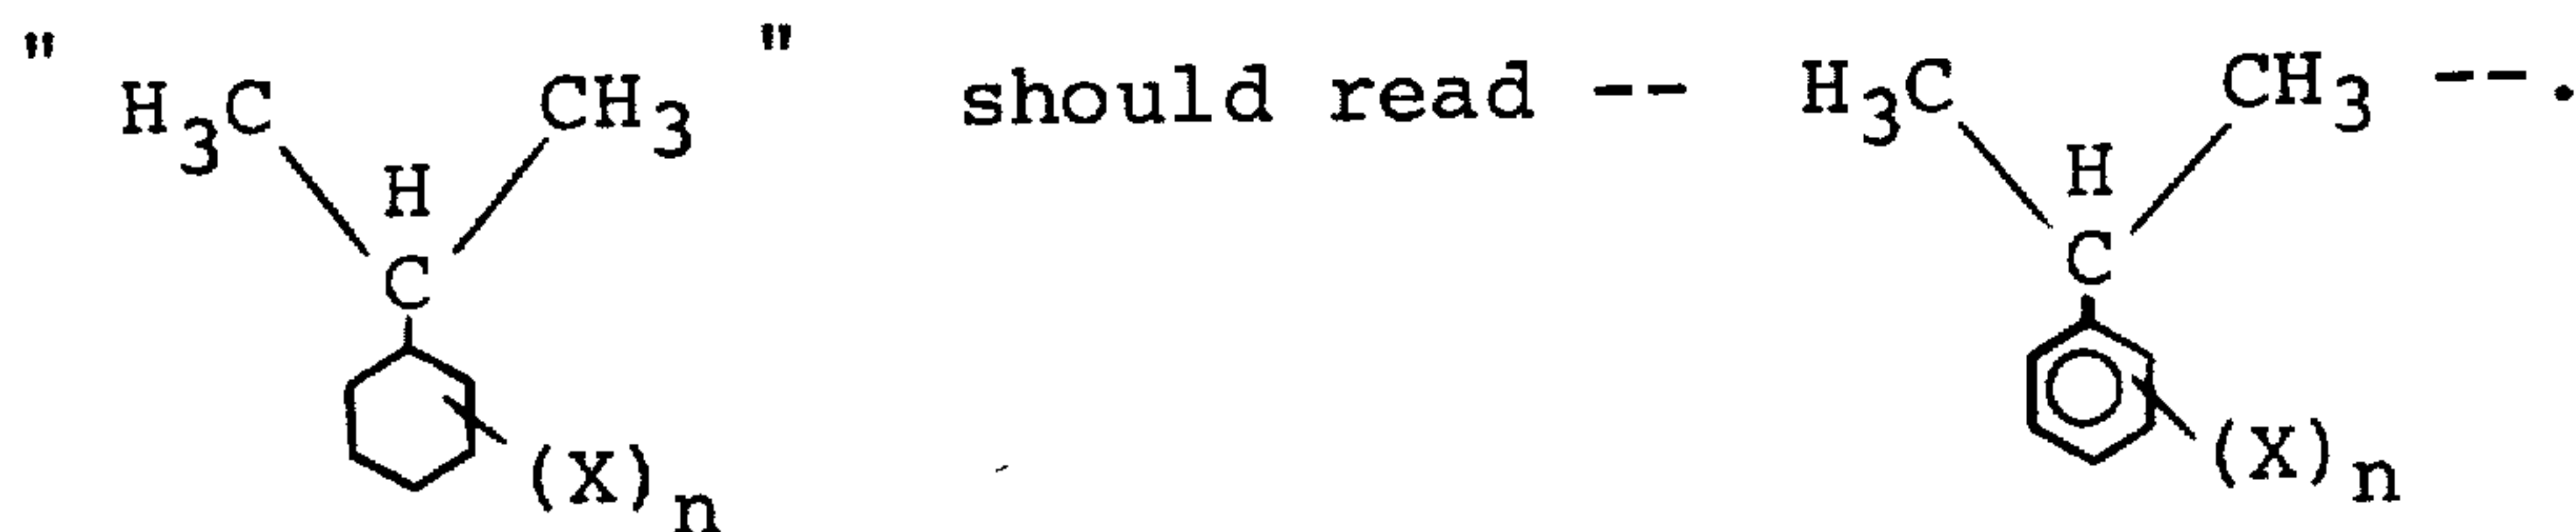 " H3C CH3 " should read -- H3C CH3 --.
H H
C C
(X)n (X)n